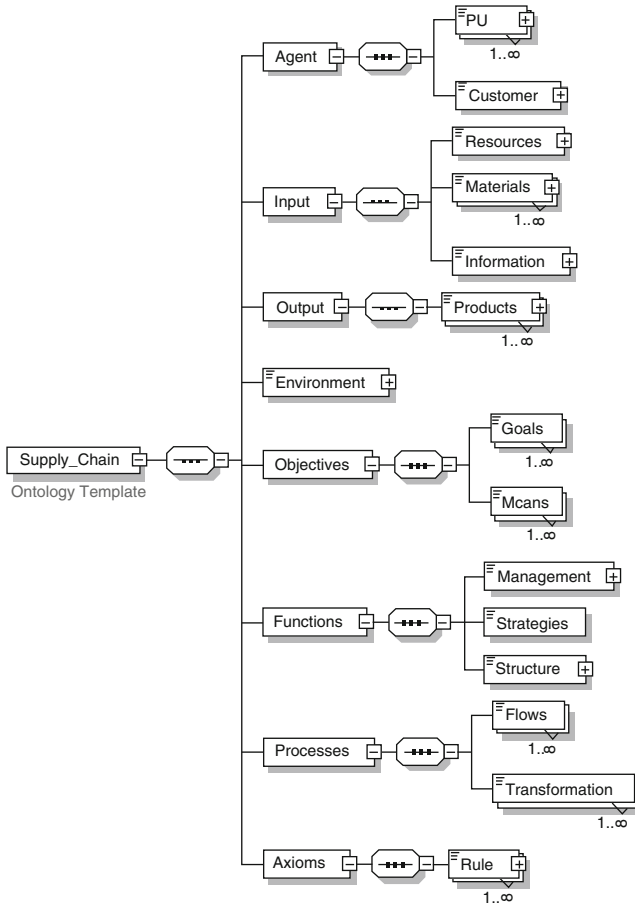 Supply_Chain
Ontology Template
Agent
PU
1..∞
Customer
Input
Resources
Materials
1..∞
Information
Output
Products
1..∞
Environment
Objectives
Goals
1..∞
Mcans
1..∞
Functions
Management
Strategies
Structure
Processes
Flows
1..∞
Transformation
1..∞
Axioms
Rule
1..∞